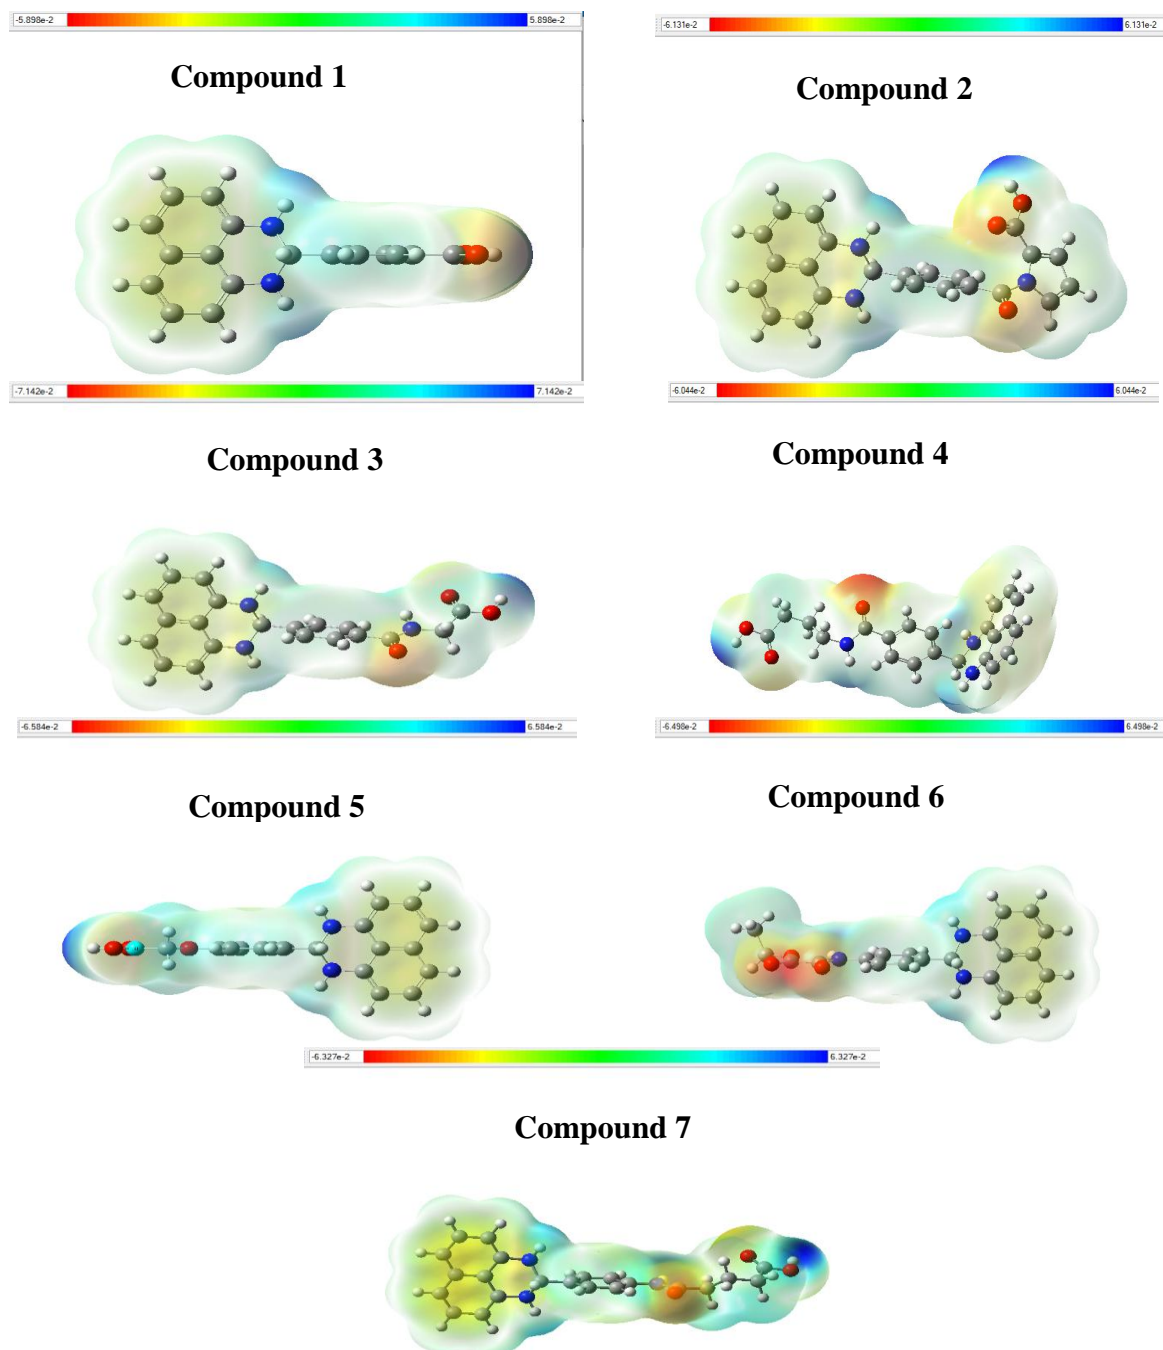 -5.898e-2 5.898e-2
-6.131e-2 6.131e-2
Compound 1
Compound 2
-7.142e-2 7.142e-2
-6.044e-2 6.044e-2
Compound 3
Compound 4
-6.584e-2 6.584e-2
-6.498e-2 6.498e-2
Compound 5
Compound 6
-6.327e-2 6.327e-2
Compound 7